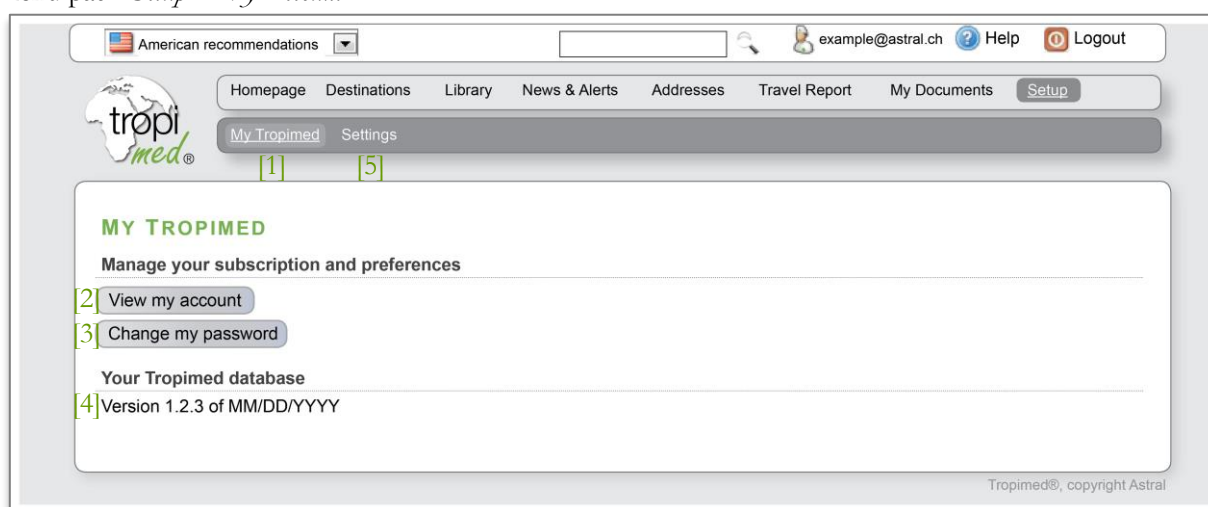 American recommendations example@astral.ch Help Logout
Homepage Destinations Library News & Alerts Addresses Travel Report My Documents Setup
tropi
med®
My Tropimed Settings
[1] [5]
MY TROPIMED
Manage your subscription and preferences
[2] View my account
[3] Change my password
Your Tropimed database
[4] Version 1.2.3 of MM/DD/YYYY
Tropimed®, copyright Astral